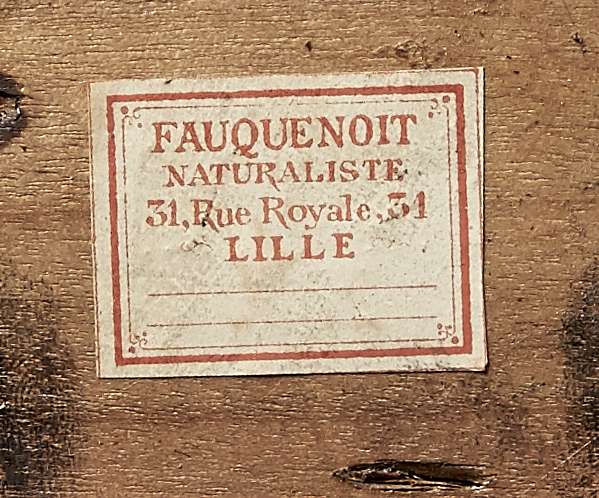 FAUQUENOIT
NATURALISTE
31, Rue Royale, 31
LILLE